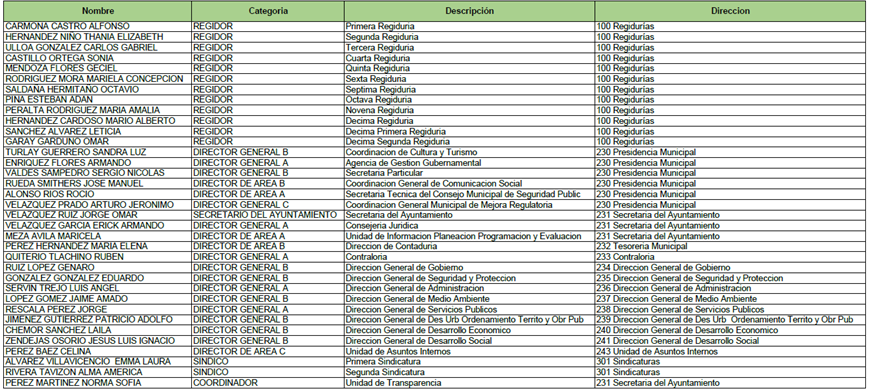 Nombre Categoria Descripción Direccion
CARMONA CASTRO ALFONSO REGIDOR Primera Regiduria 100 Regidurías
HERNANDEZ NIÑO THANIA ELIZABETH REGIDOR Segunda Regiduria 100 Regidurías
ULLOA GONZALEZ CARLOS GABRIEL REGIDOR Tercera Regiduria 100 Regidurías
CASTILLO ORTEGA SONIA REGIDOR Cuarta Regiduria 100 Regidurías
MENDOZA FLORES GECIEL REGIDOR Quinta Regiduria 100 Regidurías
RODRIGUEZ MORA MARIELA CONCEPCION REGIDOR Sexta Regiduria 100 Regidurías
SALDAÑA HERMITAÑO OCTAVIO REGIDOR Septima Regiduria 100 Regidurías
PIÑA ESTEBAN ADAN REGIDOR Octava Regiduria 100 Regidurías
PERALTA RODRIGUEZ MARIA AMALIA REGIDOR Novena Regiduria 100 Regidurías
HERNANDEZ CARDOSO MARIO ALBERTO REGIDOR Decima Regiduria 100 Regidurías
SANCHEZ ALVAREZ LETICIA REGIDOR Decima Primera Regiduria 100 Regidurías
GARAY GARDUÑO OMAR REGIDOR Decima Segunda Regiduria 100 Regidurías
TURLAY GUERRERO SANDRA LUZ DIRECTOR GENERAL B Coordinacion de Cultura y Turismo 230 Presidencia Municipal
ENRIQUEZ FLORES ARMANDO DIRECTOR GENERAL A Agencia de Gestion Gubernamental 230 Presidencia Municipal
VALDES SAMPEDRO SERGIO NICOLAS DIRECTOR GENERAL B Secretaria Particular 230 Presidencia Municipal
RUEDA SMITHERS JOSE MANUEL DIRECTOR DE AREA B Coordinacion General de Comunicacion Social 230 Presidencia Municipal
ALONSO RIOS ROCIO DIRECTOR DE AREA A Secretaria Tecnica del Consejo Municipal de Seguridad Public 230 Presidencia Municipal
VELAZQUEZ PRADO ARTURO JERONIMO DIRECTOR GENERAL C Coordinacion General Municipal de Mejora Regulatoria 230 Presidencia Municipal
VELAZQUEZ RUIZ JORGE OMAR SECRETARIO DEL AYUNTAMIENTO Secretaria del Ayuntamiento 231 Secretaria del Ayuntamiento
VELAZQUEZ GARCIA ERICK ARMANDO DIRECTOR GENERAL A Consejeria Juridica 231 Secretaria del Ayuntamiento
MEZA AVILA MARICELA DIRECTOR DE AREA A Unidad de Informacion Planeacion Programacion y Evaluacion 231 Secretaria del Ayuntamiento
PEREZ HERNANDEZ MARIA ELENA DIRECTOR DE AREA B Direccion de Contaduria 232 Tesoreria Municipal
QUITERIO TLACHINO RUBEN DIRECTOR GENERAL A Contraloria 233 Contraloria
RUIZ LOPEZ GENARO DIRECTOR GENERAL B Direccion General de Gobierno 234 Direccion General de Gobierno
GONZALEZ GONZALEZ EDUARDO DIRECTOR GENERAL B Direccion General de Seguridad y Proteccion 235 Direccion General de Seguridad y Proteccion
SERVIN TREJO LUIS ANGEL DIRECTOR GENERAL A Direccion General de Administracion 236 Direccion General de Administracion
LOPEZ GOMEZ JAIME AMADO DIRECTOR GENERAL B Direccion General de Medio Ambiente 237 Direccion General de Medio Ambiente
RESCALA PEREZ JORGE DIRECTOR GENERAL A Direccion General de Servicios Publicos 238 Direccion General de Servicios Publicos
JIMENEZ GUTIERREZ PATRICIO ADOLFO DIRECTOR GENERAL B Direccion General de Des Urb Ordenamiento Territo y Obr Pub 239 Direccion General de Des Urb Ordenamiento Territo y Obr Pub
CHEMOR SANCHEZ LAILA DIRECTOR GENERAL B Direccion General de Desarrollo Economico 240 Direccion General de Desarrollo Economico
ZENDEJAS OSORIO JESUS LUIS IGNACIO DIRECTOR GENERAL B Direccion General de Desarrollo Social 241 Direccion General de Desarrollo Social
PEREZ BAEZ CELINA DIRECTOR DE AREA C Unidad de Asuntos Internos 243 Unidad de Asuntos Internos
ALVAREZ VILLAVICENCIO EMMA LAURA SINDICO Primera Sindicatura 301 Sindicaturas
RIVERA TAVIZON ALMA AMERICA SINDICO Segunda Sindicatura 301 Sindicaturas
PEREZ MARTINEZ NORMA SOFIA COORDINADOR Unidad de Transparencia 231 Secretaria del Ayuntamiento